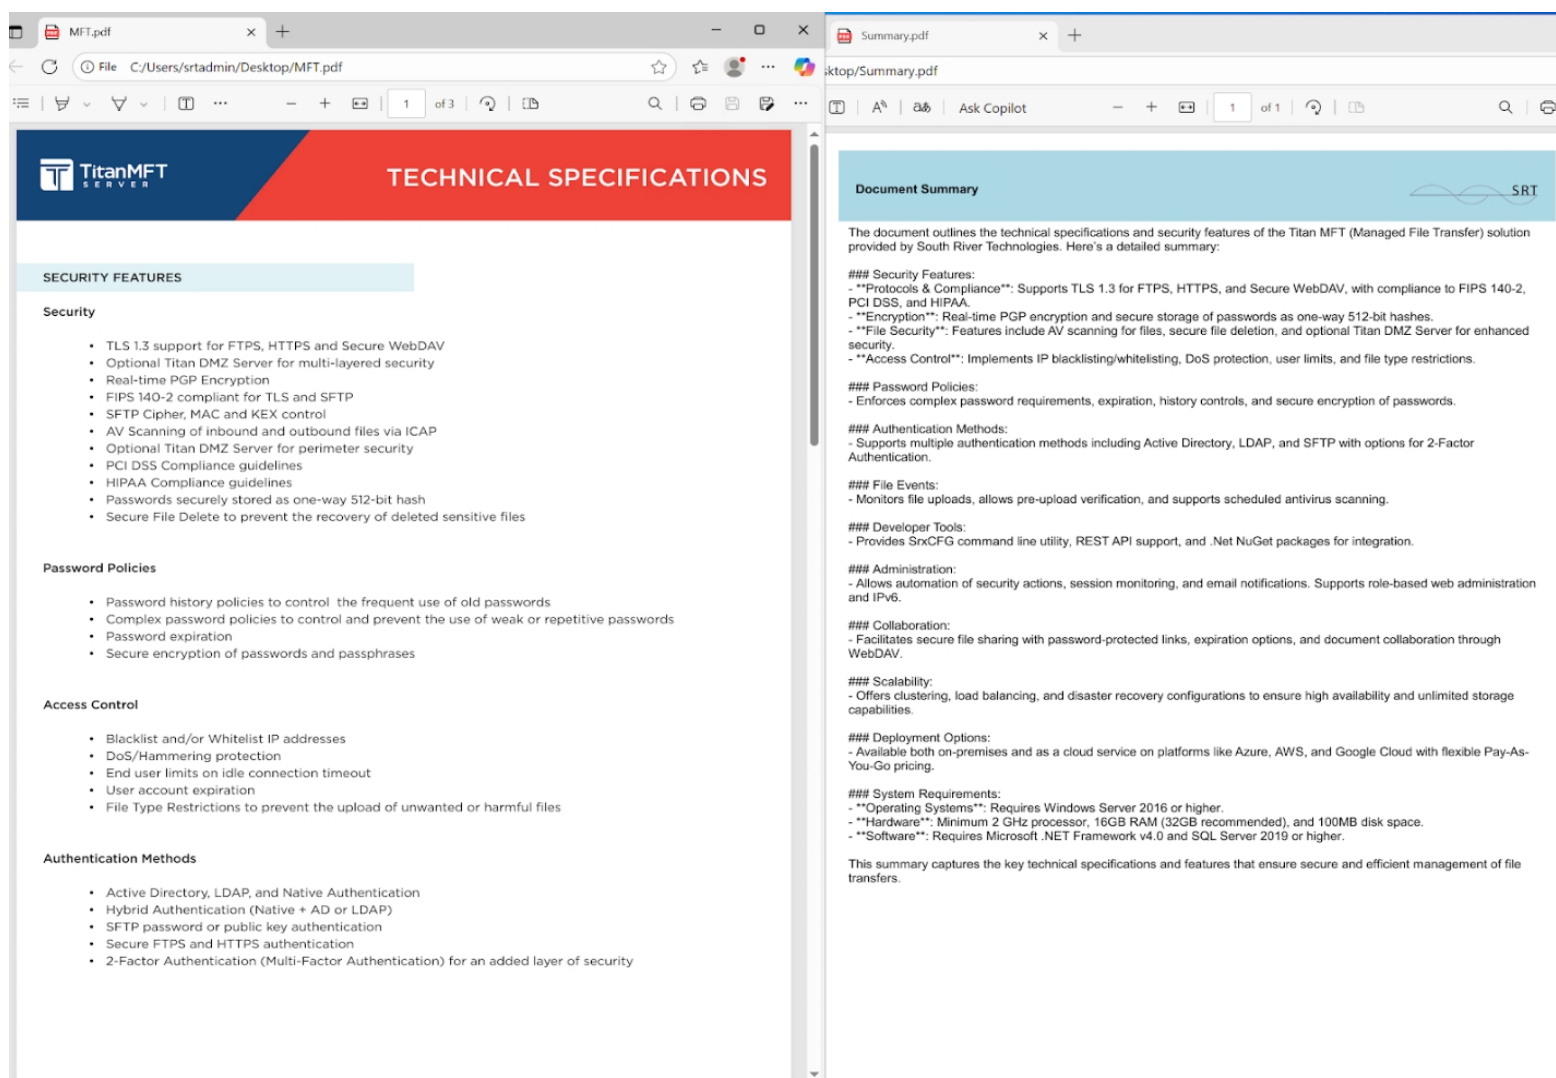 MFT.pdf
File C:/Users/srtadmin/Desktop/MFT.pdf
1 of 3
TitanMFT
SERVER
TECHNICAL SPECIFICATIONS
SECURITY FEATURES
Security
• TLS 1.3 support for FTPS, HTTPS and Secure WebDAV
• Optional Titan DMZ Server for multi-layered security
• Real-time PGP Encryption
• FIPS 140-2 compliant for TLS and SFTP
• SFTP Cipher, MAC and KEX control
• AV Scanning of inbound and outbound files via ICAP
• Optional Titan DMZ Server for perimeter security
• PCI DSS Compliance guidelines
• HIPAA Compliance guidelines
• Passwords securely stored as one-way 512-bit hash
• Secure File Delete to prevent the recovery of deleted sensitive files
Password Policies
• Password history policies to control the frequent use of old passwords
• Complex password policies to control and prevent the use of weak or repetitive passwords
• Password expiration
• Secure encryption of passwords and passphrases
Access Control
• Blacklist and/or Whitelist IP addresses
• DoS/Hammering protection
• End user limits on idle connection timeout
• User account expiration
• File Type Restrictions to prevent the upload of unwanted or harmful files
Authentication Methods
• Active Directory, LDAP, and Native Authentication
• Hybrid Authentication (Native + AD or LDAP)
• SFTP password or public key authentication
• Secure FTPS and HTTPS authentication
• 2-Factor Authentication (Multi-Factor Authentication) for an added layer of security
Summary.pdf
ktop/Summary.pdf
Ask Copilot
1 of 1
Document Summary
SRT
The document outlines the technical specifications and security features of the Titan MFT (Managed File Transfer) solution
provided by South River Technologies. Here's a detailed summary:
### Security Features:
- **Protocols & Compliance**: Supports TLS 1.3 for FTPS, HTTPS, and Secure WebDAV, with compliance to FIPS 140-2,
PCI DSS, and HIPAA.
- **Encryption**: Real-time PGP encryption and secure storage of passwords as one-way 512-bit hashes.
- **File Security**: Features include AV scanning for files, secure file deletion, and optional Titan DMZ Server for enhanced
security.
- **Access Control**: Implements IP blacklisting/whitelisting, DoS protection, user limits, and file type restrictions.
### Password Policies:
- Enforces complex password requirements, expiration, history controls, and secure encryption of passwords.
### Authentication Methods:
- Supports multiple authentication methods including Active Directory, LDAP, and SFTP with options for 2-Factor
Authentication.
### File Events:
- Monitors file uploads, allows pre-upload verification, and supports scheduled antivirus scanning.
### Developer Tools:
- Provides SrxCFG command line utility, REST API support, and .Net NuGet packages for integration.
### Administration:
- Allows automation of security actions, session monitoring, and email notifications. Supports role-based web administration
and IPv6.
### Collaboration:
- Facilitates secure file sharing with password-protected links, expiration options, and document collaboration through
WebDAV.
### Scalability:
- Offers clustering, load balancing, and disaster recovery configurations to ensure high availability and unlimited storage
capabilities.
### Deployment Options:
- Available both on-premises and as a cloud service on platforms like Azure, AWS, and Google Cloud with flexible Pay-As-
You-Go pricing.
### System Requirements:
- **Operating Systems**: Requires Windows Server 2016 or higher.
- **Hardware**: Minimum 2 GHz processor, 16GB RAM (32GB recommended), and 100MB disk space.
- **Software**: Requires Microsoft .NET Framework v4.0 and SQL Server 2019 or higher.
This summary captures the key technical specifications and features that ensure secure and efficient management of file
transfers.